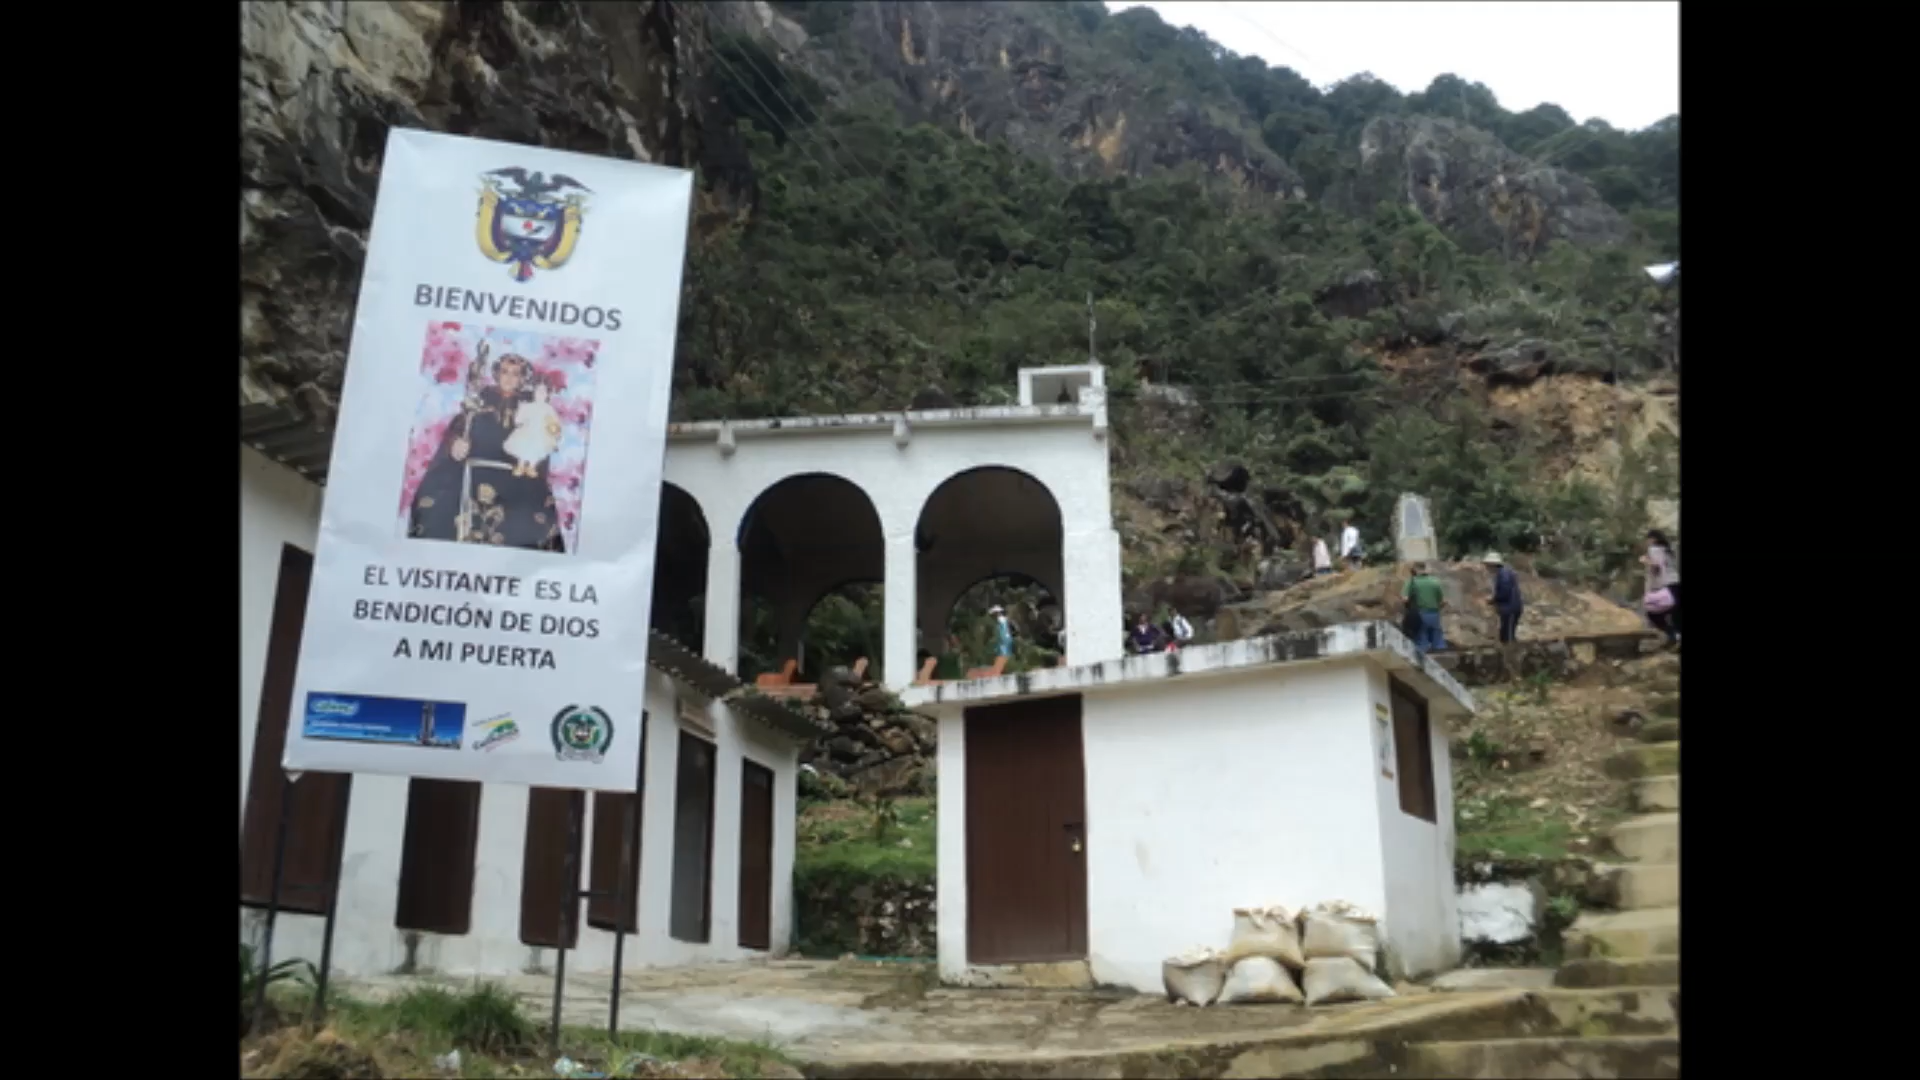 BIENVENIDOS
EL VISITANTE ES LA
BENDICIÓN DE DIOS
A MI PUERTA